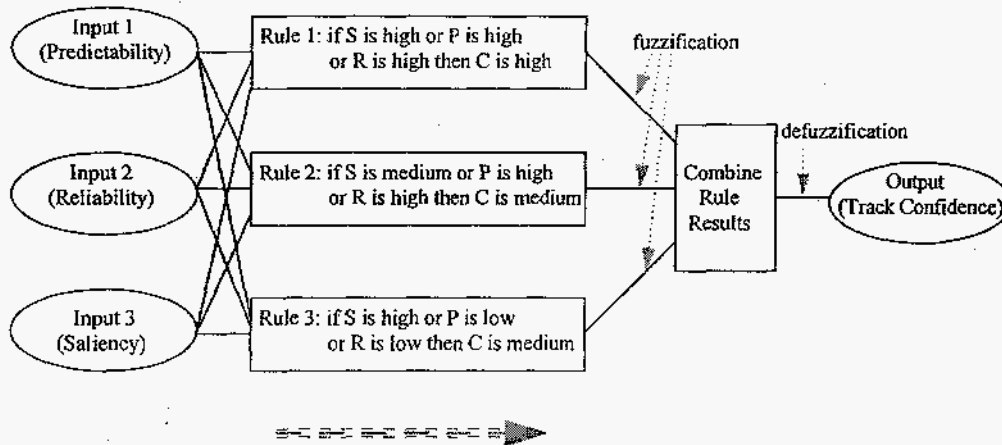 Input 1
(Predictability)
Rule 1: if S is high or P is high
or R is high then C is high
fuzzification
defuzzification
Input 2
(Reliability)
Rule 2: if S is medium or P is high
or R is high then C is medium
Combine
Rule
Results
Output
(Track Confidence)
Input 3
(Saliency)
Rule 3: if S is high or P is low
or R is low then C is medium